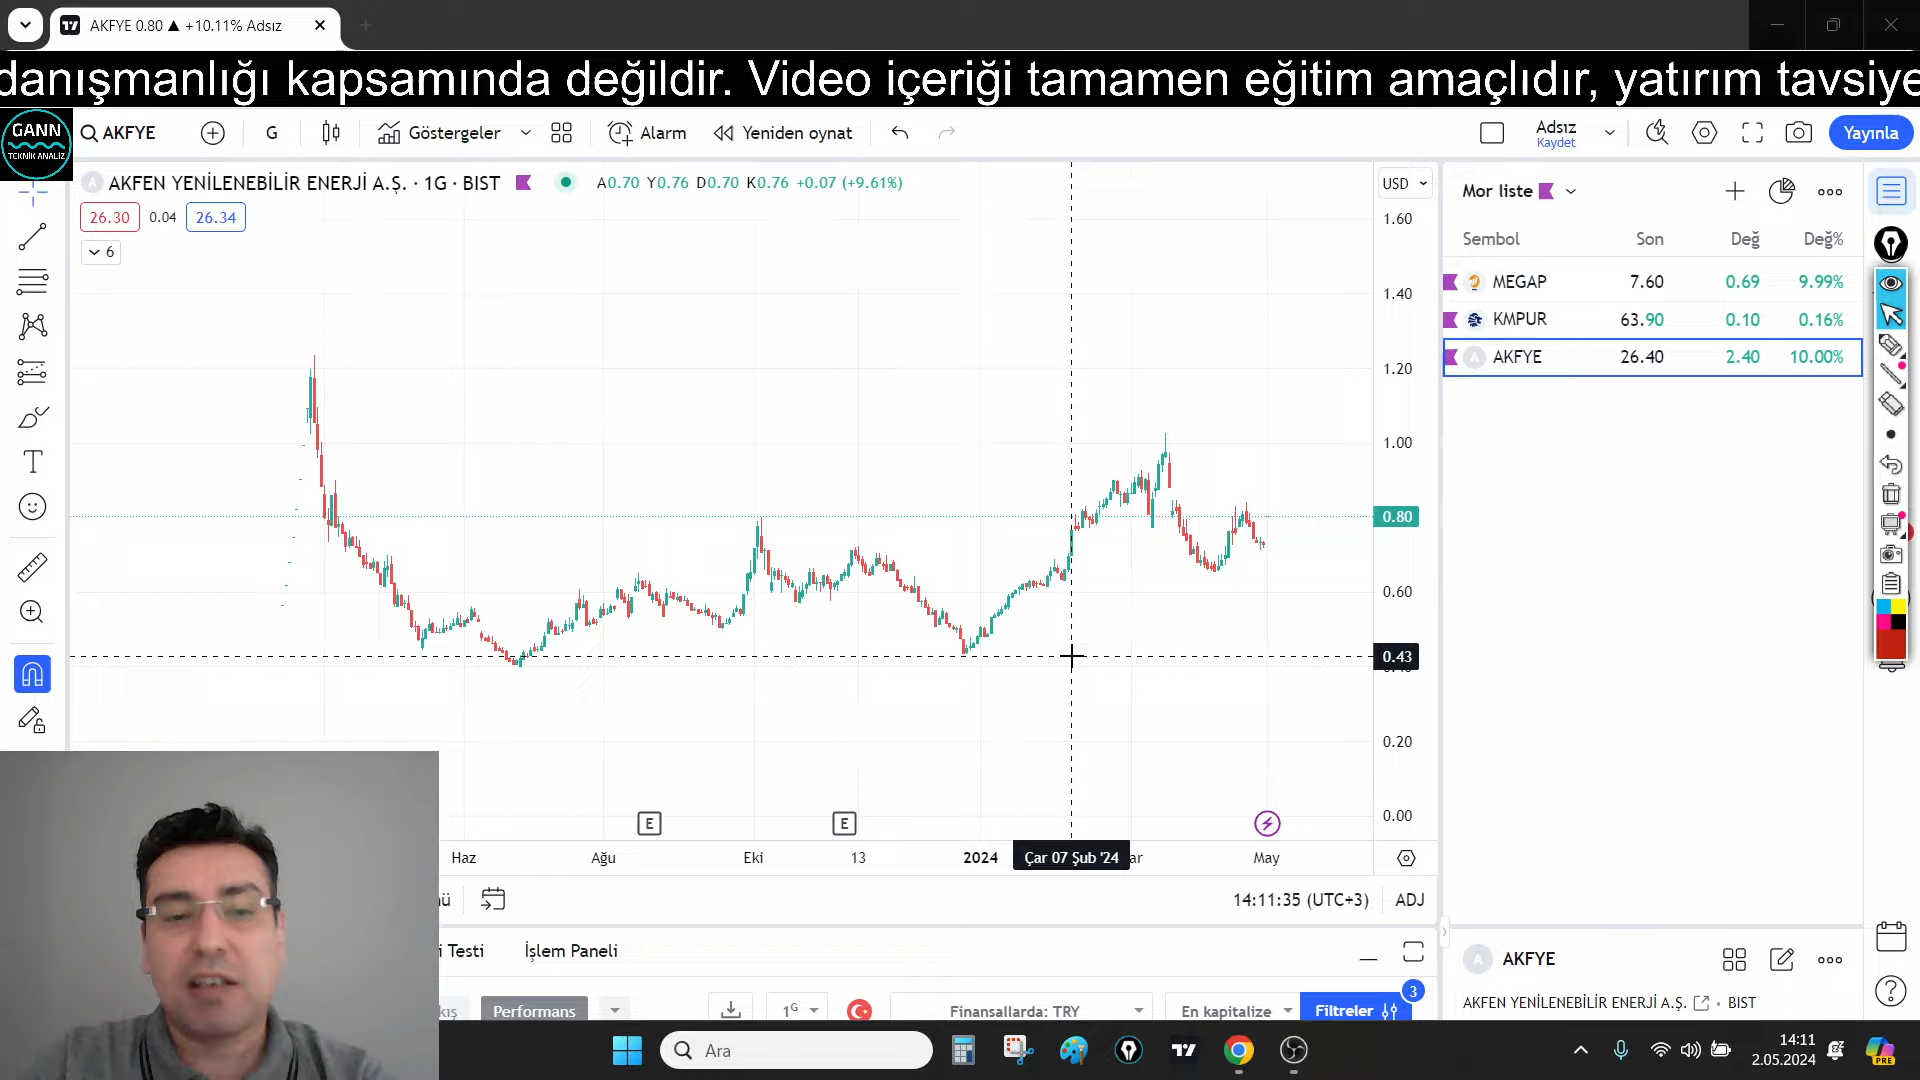 AKFYE 0.80 ▲ +10.11% Adsız
danışmanlığı kapsamında değildir. Video içeriği tamamen eğitim amaçlıdır, yatırım tavsiye
GANN
TCKNİK ANALİZ
AKFYE
G
Göstergeler
Alarm
Yeniden oynat
Adsız
Kaydet
Yayınla
AKFEN YENİLENEBİLİR ENERJİ A.Ş. · 1G · BIST
A0.70 Y0.76 D0.70 K0.76 +0.07 (+9.61%)
26.30 0.04 26.34
6
USD
1.60
1.40
1.20
1.00
0.80
0.60
0.43
0.20
0.00
E
E
Haz
Ağu
Eki
13
2024
Çar 07 Şub '24
ar
May
14:11:35 (UTC+3)
ADJ
Mor liste
Sembol Son Değ Değ%
MEGAP 7.60 0.69 9.99%
KMPUR 63.90 0.10 0.16%
AKFYE 26.40 2.40 10.00%
i Testi
İşlem Paneli
Performans
1G
Finansallarda: TRY
En kapitalize
Filtreler
3
A AKFYE
AKFEN YENİLENEBİLİR ENERJİ A.Ş. · BIST
Ara
14:11
2.05.2024
PRE